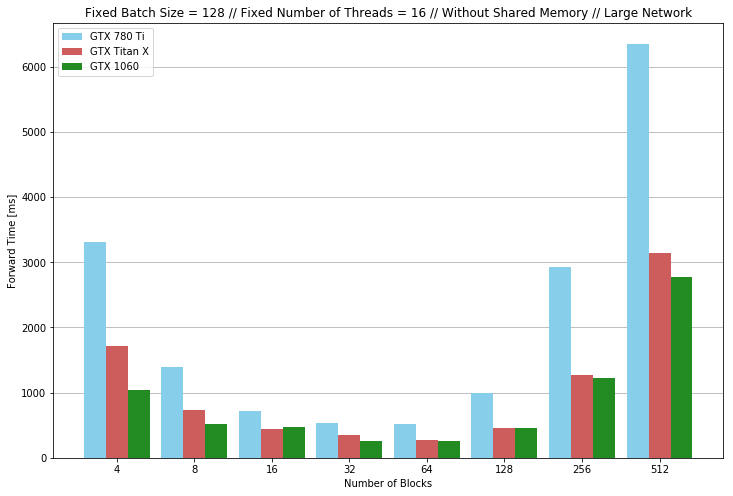 Fixed Batch Size = 128 // Fixed Number of Threads = 16 // Without Shared Memory // Large Network
GTX 780 Ti
GTX Titan X
GTX 1060
6000
5000
4000
3000
2000
1000
0
Forward Time [ms]
4 8 16 32 64 128 256 512
Number of Blocks